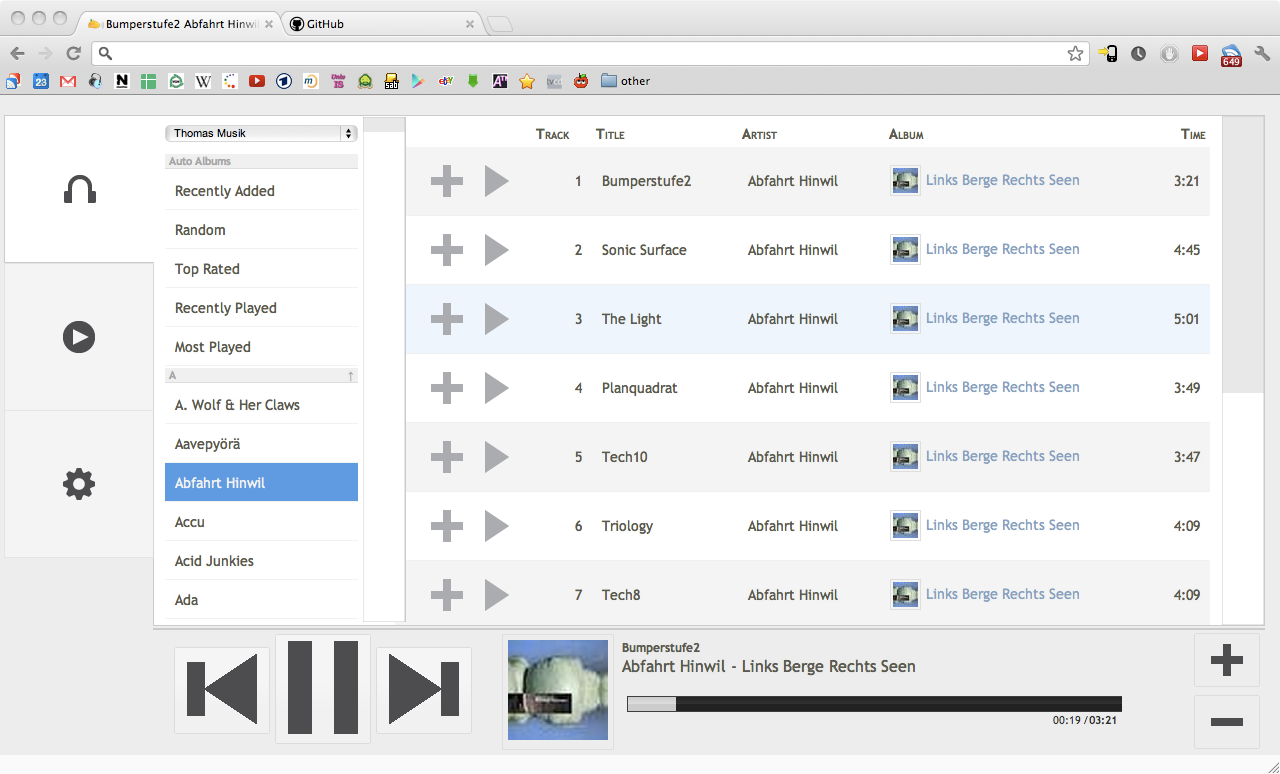 Bumperstufe2 Abfahrt Hinwi
GitHub
649
23
N
W
m
Univ IS
sab
ebY
other
Thomas Musik
Auto Albums
Recently Added
Random
Top Rated
Recently Played
Most Played
A ↑
A. Wolf & Her Claws
Aavepyörä
Abfahrt Hinwil
Accu
Acid Junkies
Ada
Track Title Artist Album Time
1 Bumperstufe2 Abfahrt Hinwil Links Berge Rechts Seen 3:21
2 Sonic Surface Abfahrt Hinwil Links Berge Rechts Seen 4:45
3 The Light Abfahrt Hinwil Links Berge Rechts Seen 5:01
4 Planquadrat Abfahrt Hinwil Links Berge Rechts Seen 3:49
5 Tech10 Abfahrt Hinwil Links Berge Rechts Seen 3:47
6 Triology Abfahrt Hinwil Links Berge Rechts Seen 4:09
7 Tech8 Abfahrt Hinwil Links Berge Rechts Seen 4:09
Bumperstufe2
Abfahrt Hinwil - Links Berge Rechts Seen
00:19 / 03:21